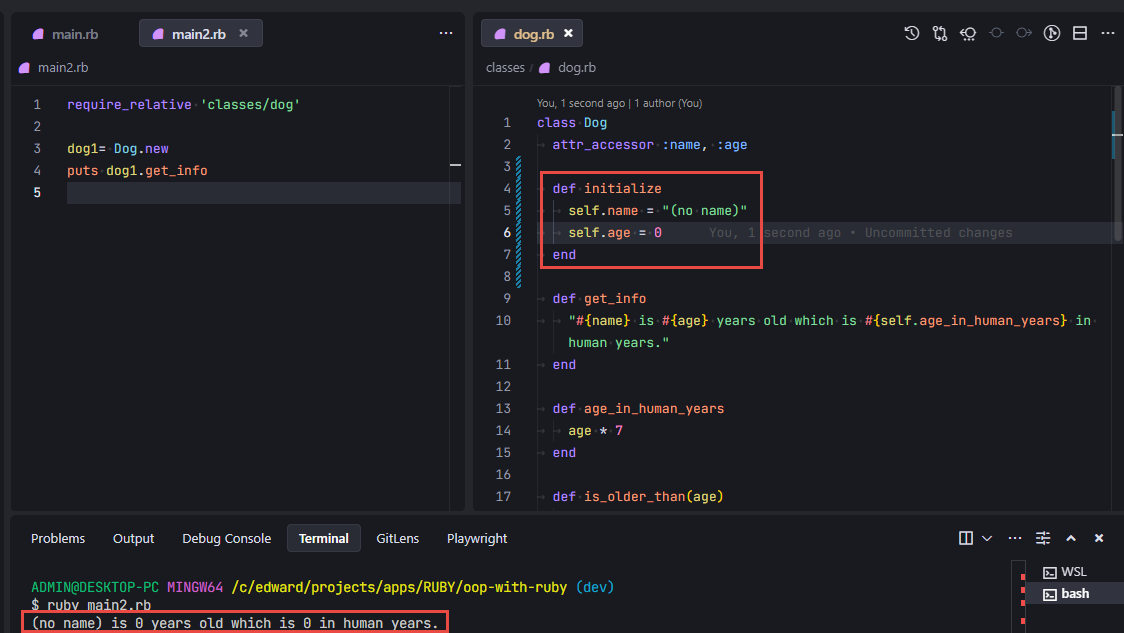 main.rb
main2.rb
main2.rb
1 require_relative 'classes/dog'
2
3 dog1= Dog.new
4 puts dog1.get_info
5
dog.rb
classes / dog.rb
You, 1 second ago | 1 author (You)
1 class Dog
2 attr_accessor :name, :age
3
4 def initialize
5 self.name = "(no name)"
6 self.age = 0 You, 1 second ago • Uncommitted changes
7 end
8
9 def get_info
10 "#{name} is #{age} years old which is #{self.age_in_human_years} in
human years."
11 end
12
13 def age_in_human_years
14 age * 7
15 end
16
17 def is_older_than(age)
Problems Output Debug Console Terminal GitLens Playwright
ADMIN@DESKTOP-PC MINGW64 /c/edward/projects/apps/RUBY/oop-with-ruby (dev)
$ ruby main2.rb
(no name) is 0 years old which is 0 in human years.
WSL
bash